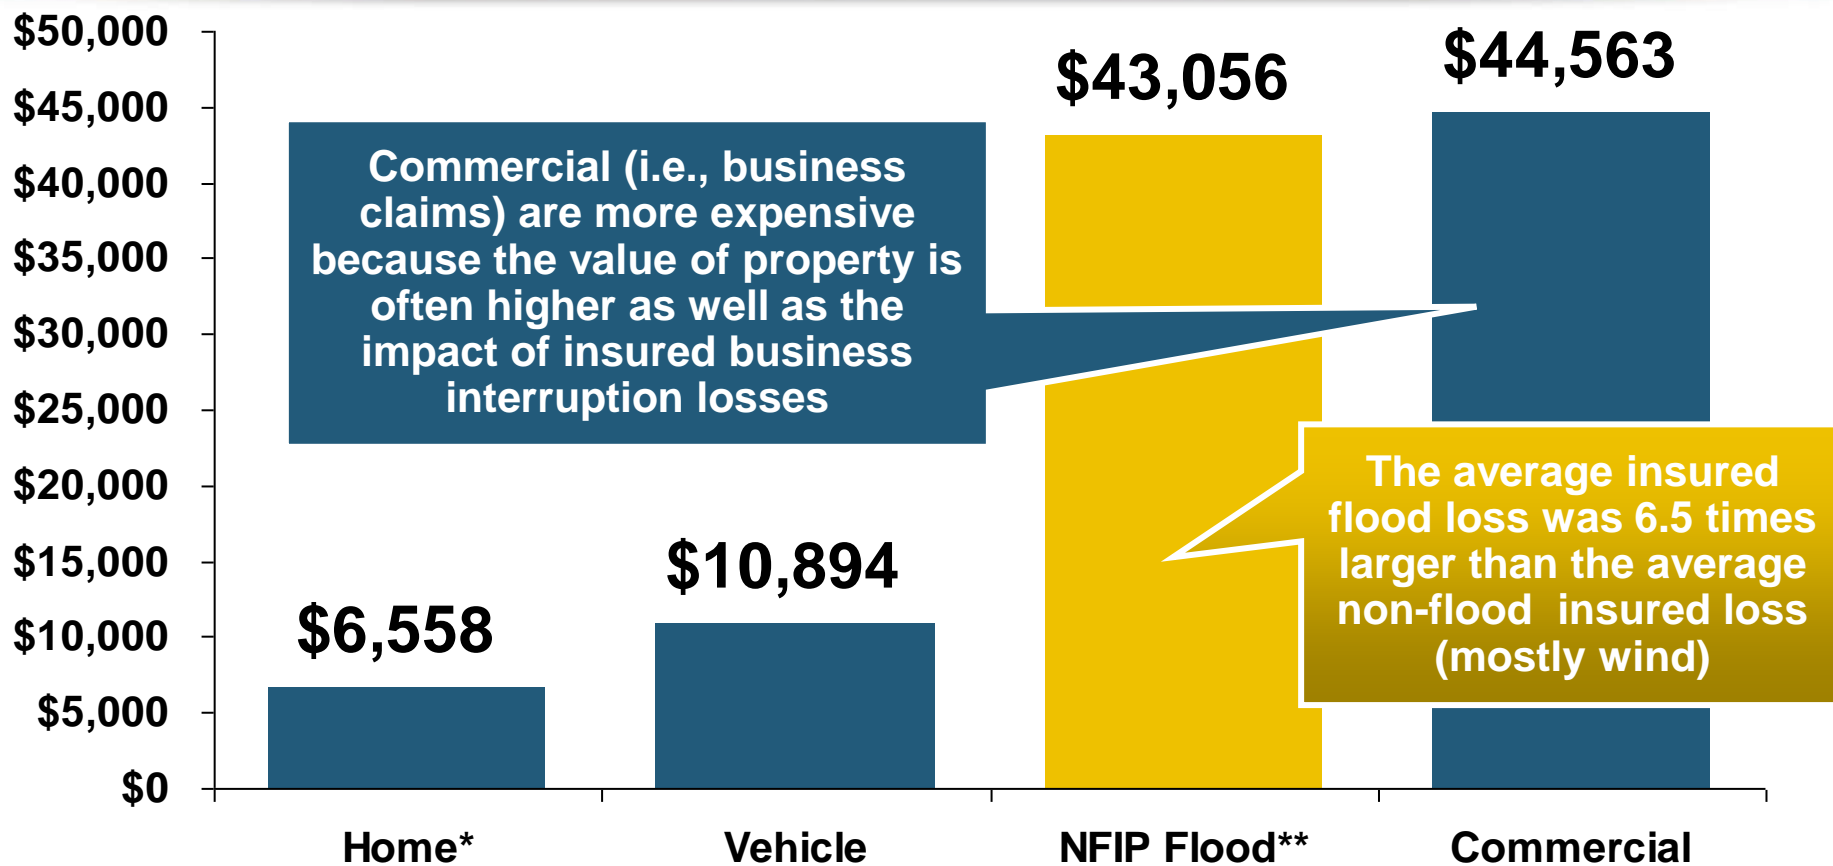 $50,000
$45,000
$40,000
$35,000
$30,000
$25,000
$20,000
$15,000
$10,000
$5,000
$0
$6,558
$10,894
$43,056
$44,563
Commercial (i.e., business
claims) are more expensive
because the value of property is
often higher as well as the
impact of insured business
interruption losses
The average insured
flood loss was 6.5 times
larger than the average
non-flood insured loss
(mostly wind)
Home*
Vehicle
NFIP Flood**
Commercial